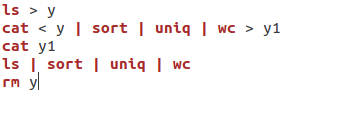 ls > y
cat < y | sort | uniq | wc > y1
cat y1
ls | sort | uniq | wc
rm y